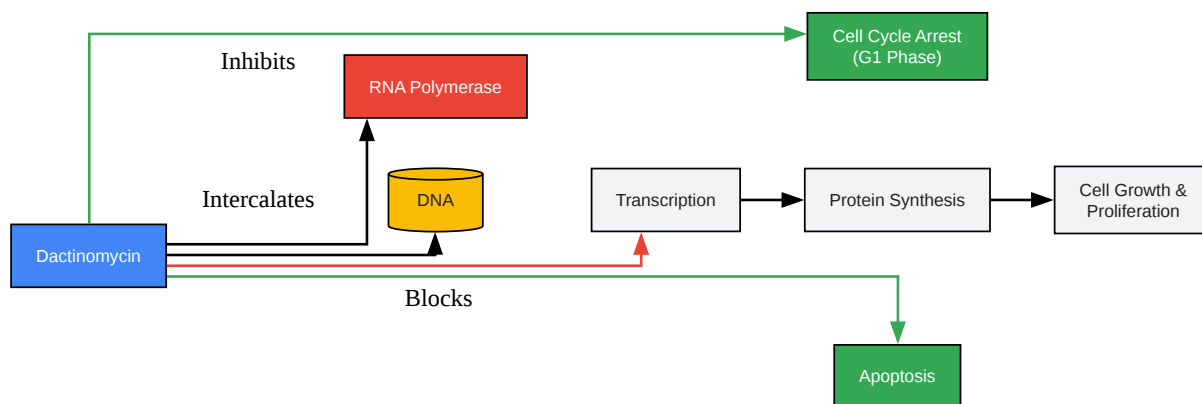 Cell Cycle Arrest
(G1 Phase)
Inhibits
RNA Polymerase
Intercalates
DNA
Transcription
Protein Synthesis
Cell Growth &
Proliferation
Dactinomycin
Blocks
Apoptosis